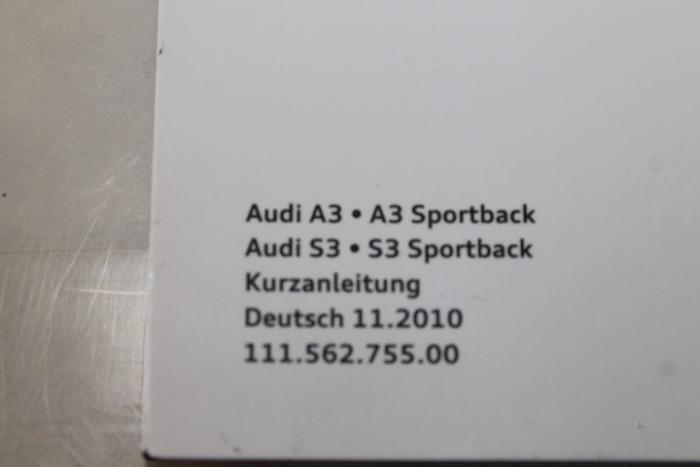 Audi A3 • A3 Sportback
Audi S3 • S3 Sportback
Kurzanleitung
Deutsch 11.2010
111.562.755.00